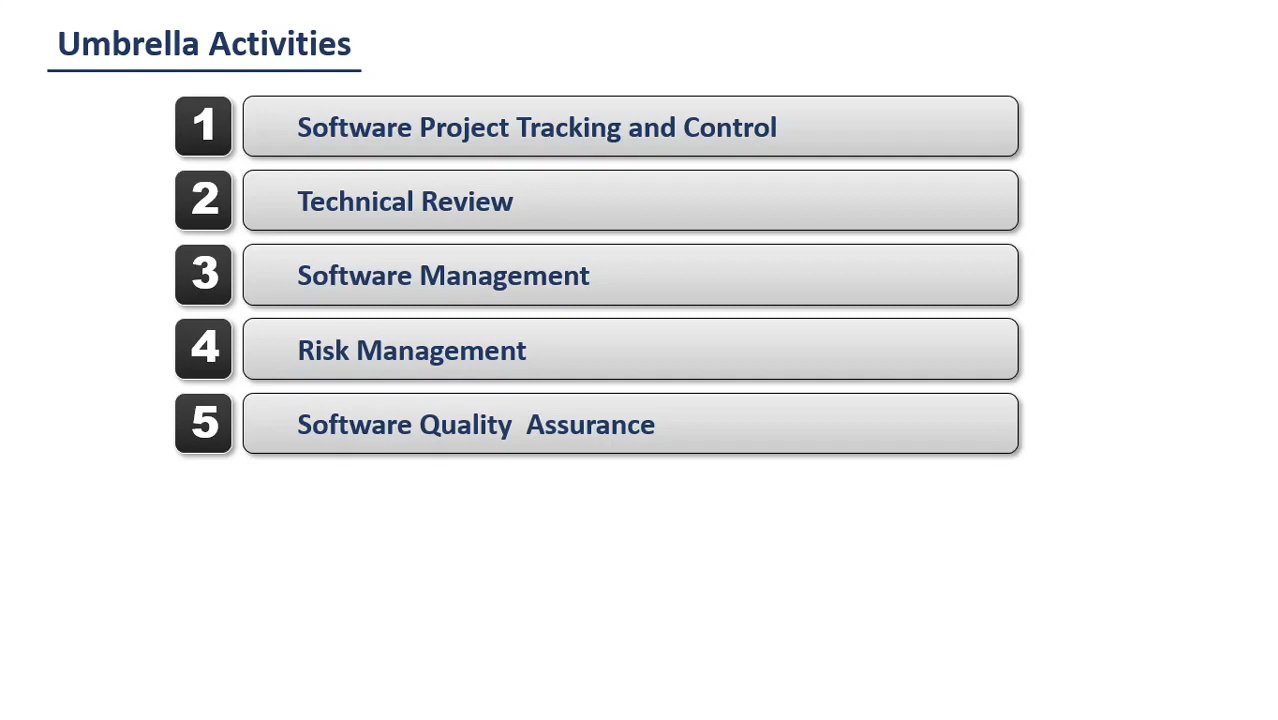 Umbrella Activities
1 Software Project Tracking and Control
2 Technical Review
3 Software Management
4 Risk Management
5 Software Quality  Assurance